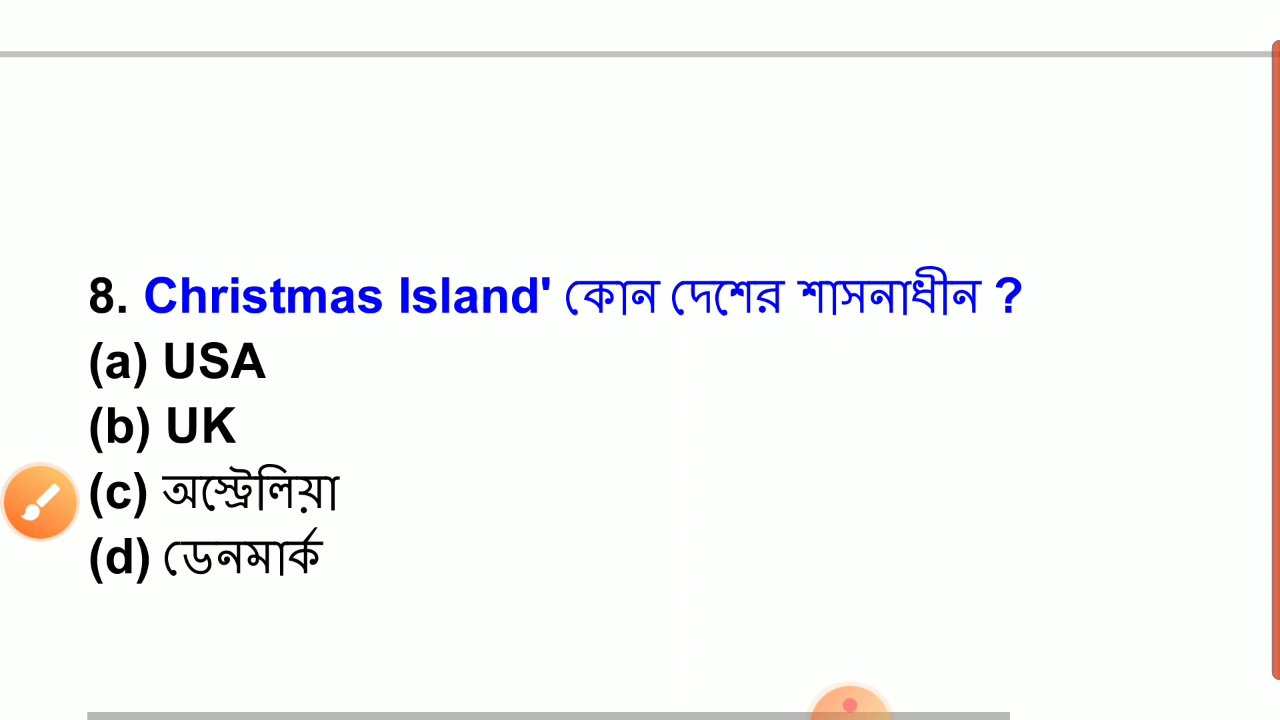 8. Christmas Island' কোন দেশের শাসনাধীন ?
(a) USA
(b) UK
(c) অস্ট্রেলিয়া
(d) ডেনমার্ক